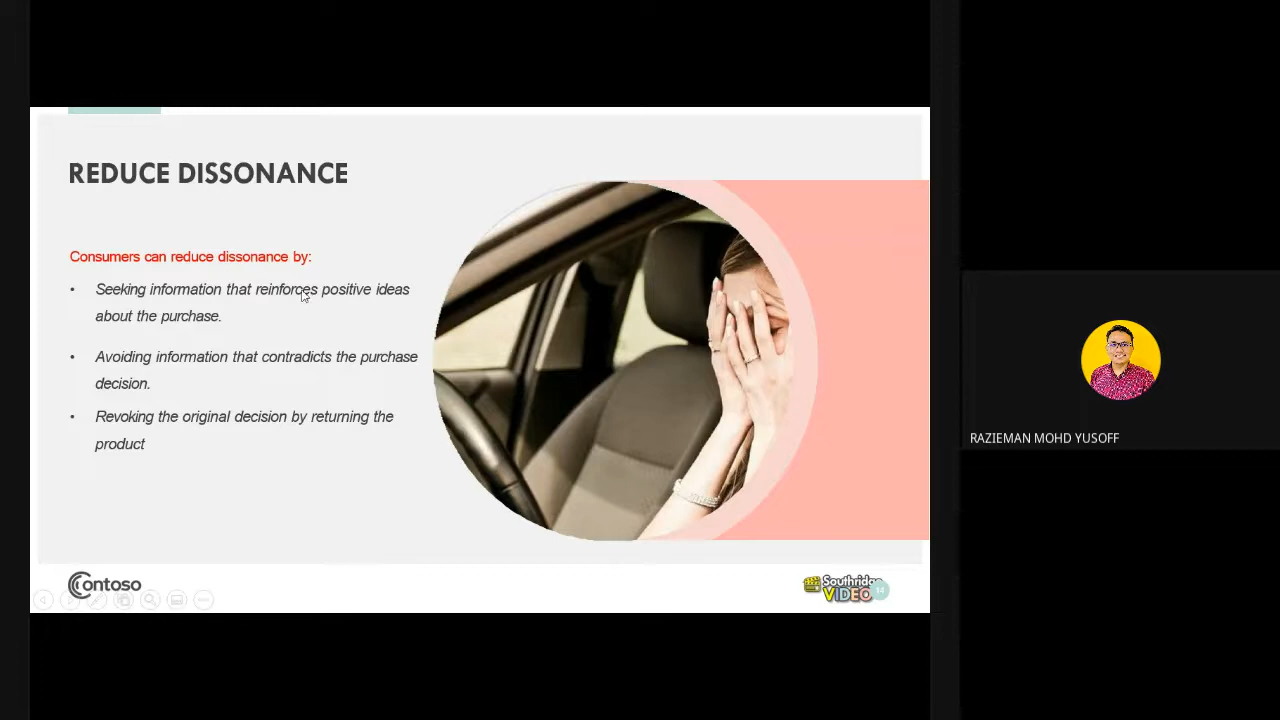 REDUCE DISSONANCE
Consumers can reduce dissonance by:
• Seeking information that reinforces positive ideas
about the purchase.
• Avoiding information that contradicts the purchase
decision.
• Revoking the original decision by returning the
product
Contoso
Southridge
VIDEO
RAZIEMAN MOHD YUSOFF